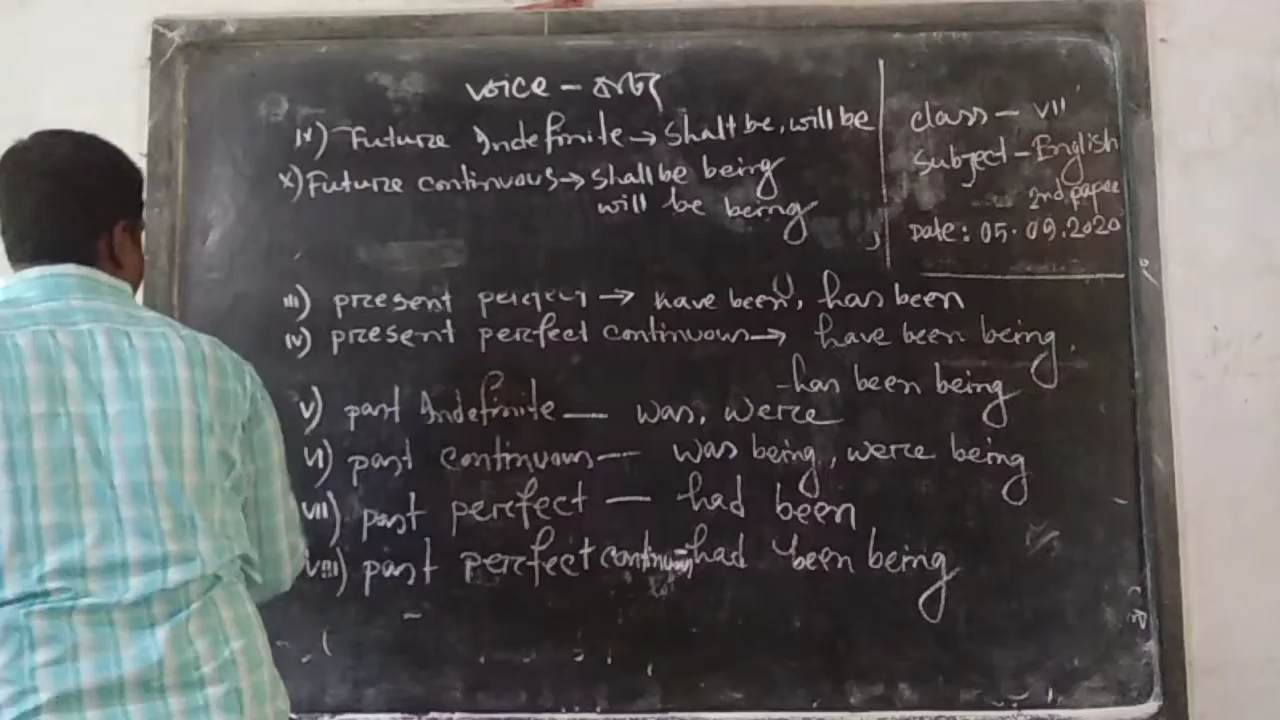 voice - বাচ্য
IX) Future Indefinite → Shall be, will be
X) Future continuous → shall be being
will be being
class - VII
Subject - English
2nd paper
Date: 05.09.2020
III) present perfect → have been, has been
IV) present perfect continuous → have been being,
has been being
V) past Indefinite — was, were
VI) past continuous — was being, were being
VII) past perfect — had been
VIII) past perfect continuous - had been being